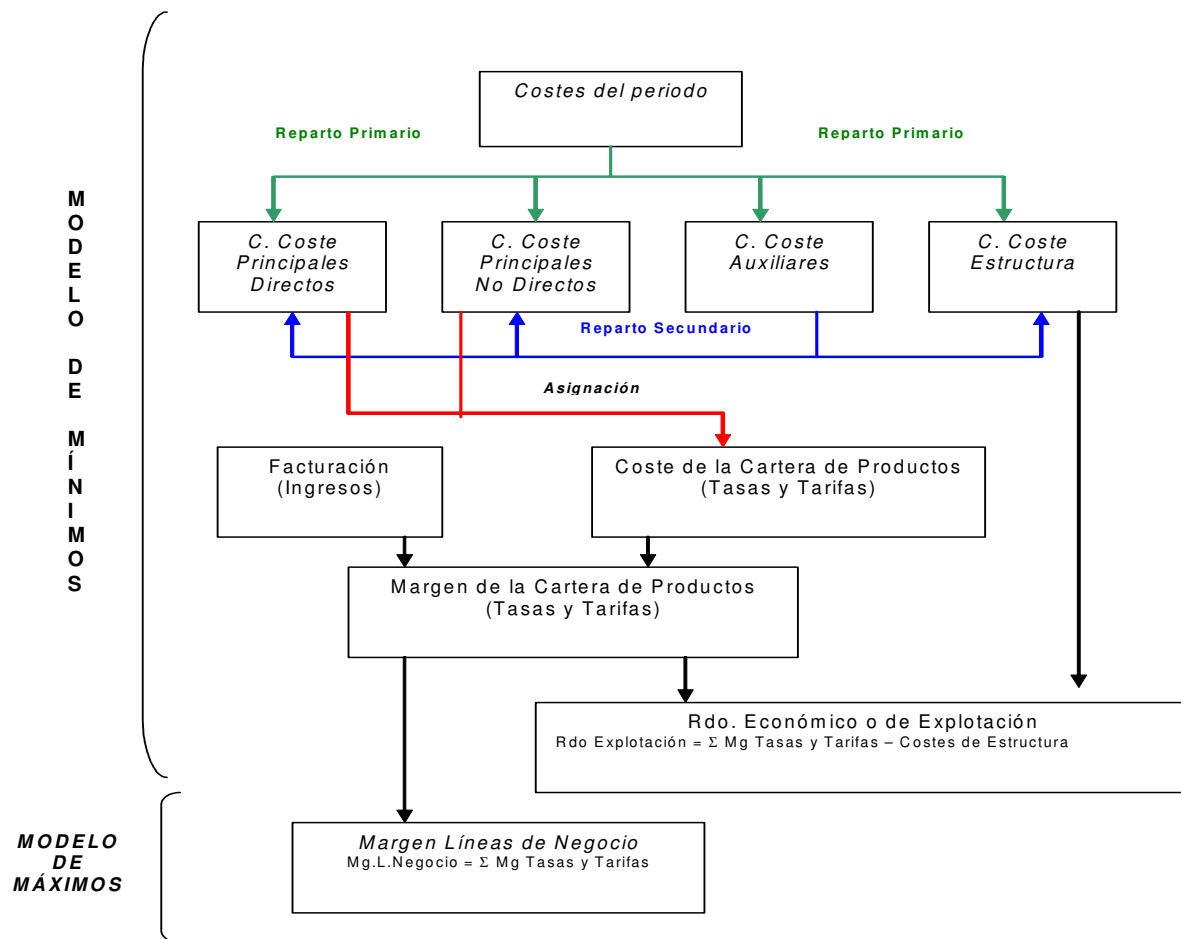 Costes del periodo
Reparto Primario
Reparto Primario
MODELO DE MÍNIMOS
C. Coste
Principales
Directos
C. Coste
Principales
No Directos
C. Coste
Auxiliares
C. Coste
Estructura
Reparto Secundario
Asignación
Facturación
(Ingresos)
Coste de la Cartera de Productos
(Tasas y Tarifas)
Margen de la Cartera de Productos
(Tasas y Tarifas)
Rdo. Económico o de Explotación
Rdo Explotación = Σ Mg Tasas y Tarifas – Costes de Estructura
MODELO
DE
MÁXIMOS
Margen Líneas de Negocio
Mg.L.Negocio = Σ Mg Tasas y Tarifas